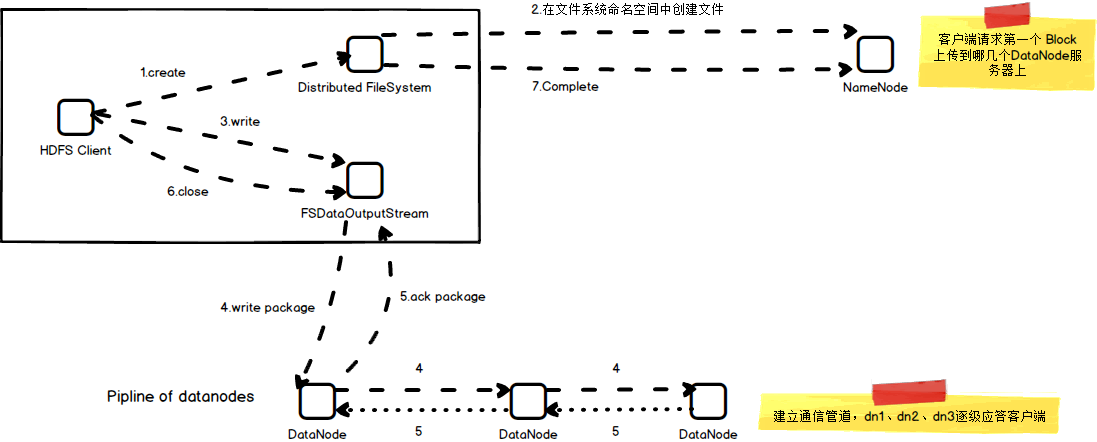 2.在文件系统命名空间中创建文件
客户端请求第一个 Block
上传到哪几个DataNode服
务器上
1.create
Distributed FileSystem
7.Complete
NameNode
3.write
HDFS Client
6.close
FSDataOutputStream
4.write package
5.ack package
Pipline of datanodes
4
4
建立通信管道，dn1、dn2、dn3逐级应答客户端
DataNode
5
DataNode
5
DataNode